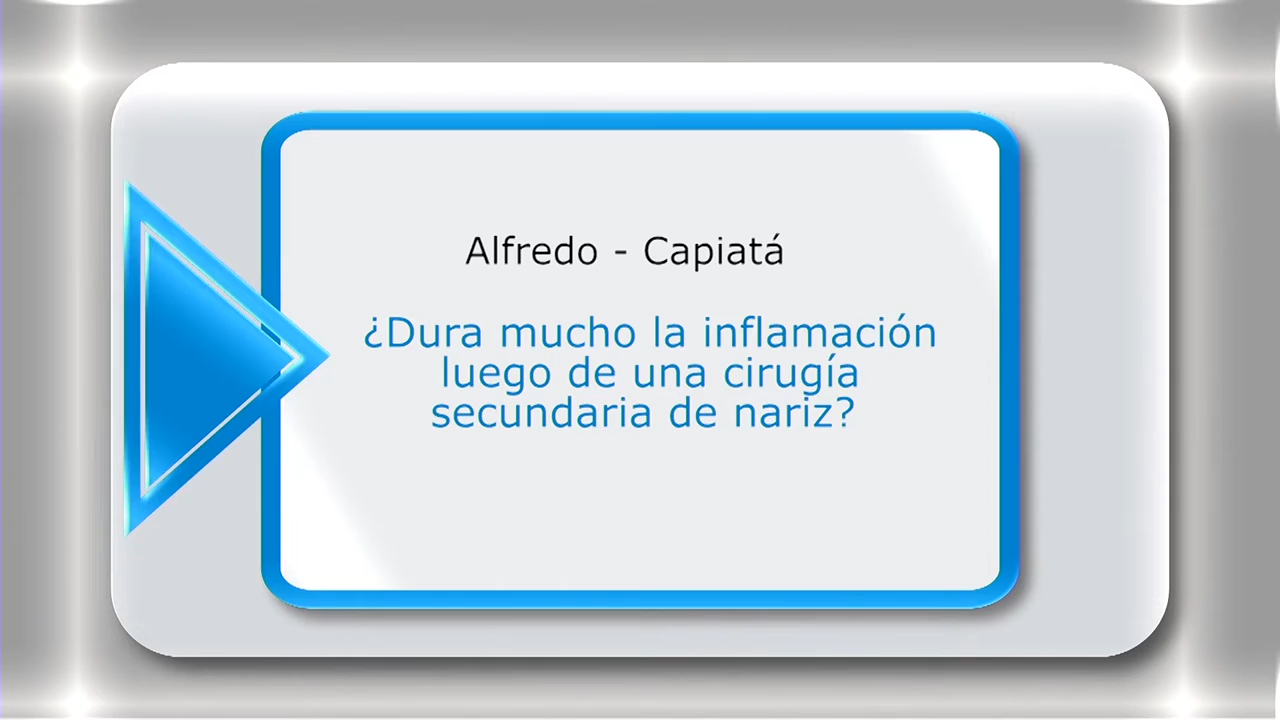 Alfredo - Capiatá
¿Dura mucho la inflamación
luego de una cirugía
secundaria de nariz?